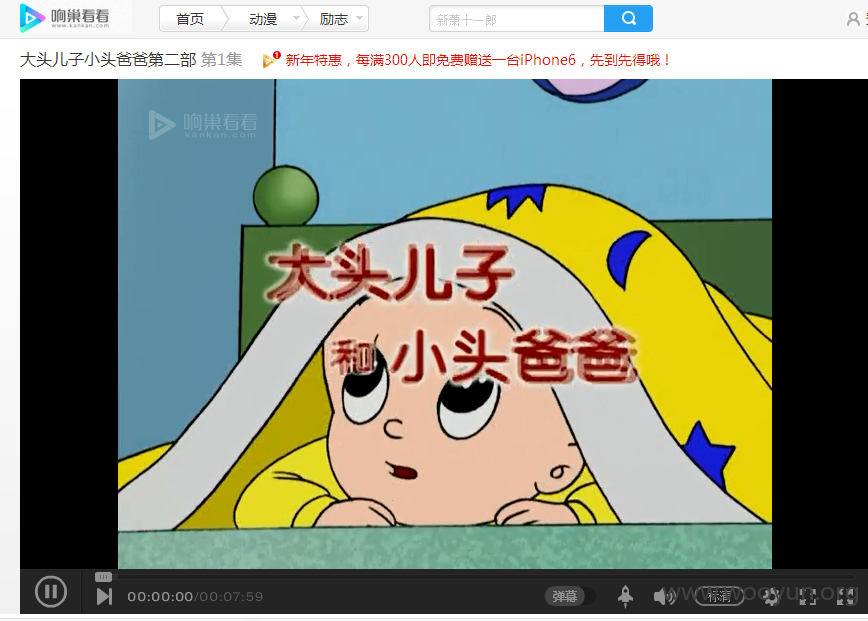 响巢看看
www.kankan.com
首页 动漫 励志
新萧十一郎
大头儿子小头爸爸第二部 第1集
1 新年特惠，每满300人即免费赠送一台iPhone6，先到先得哦！
响巢看看
kankan.com
大头儿子
和小头爸爸
00:00:00/00:07:59
弹幕
标清
www.wooyun.org